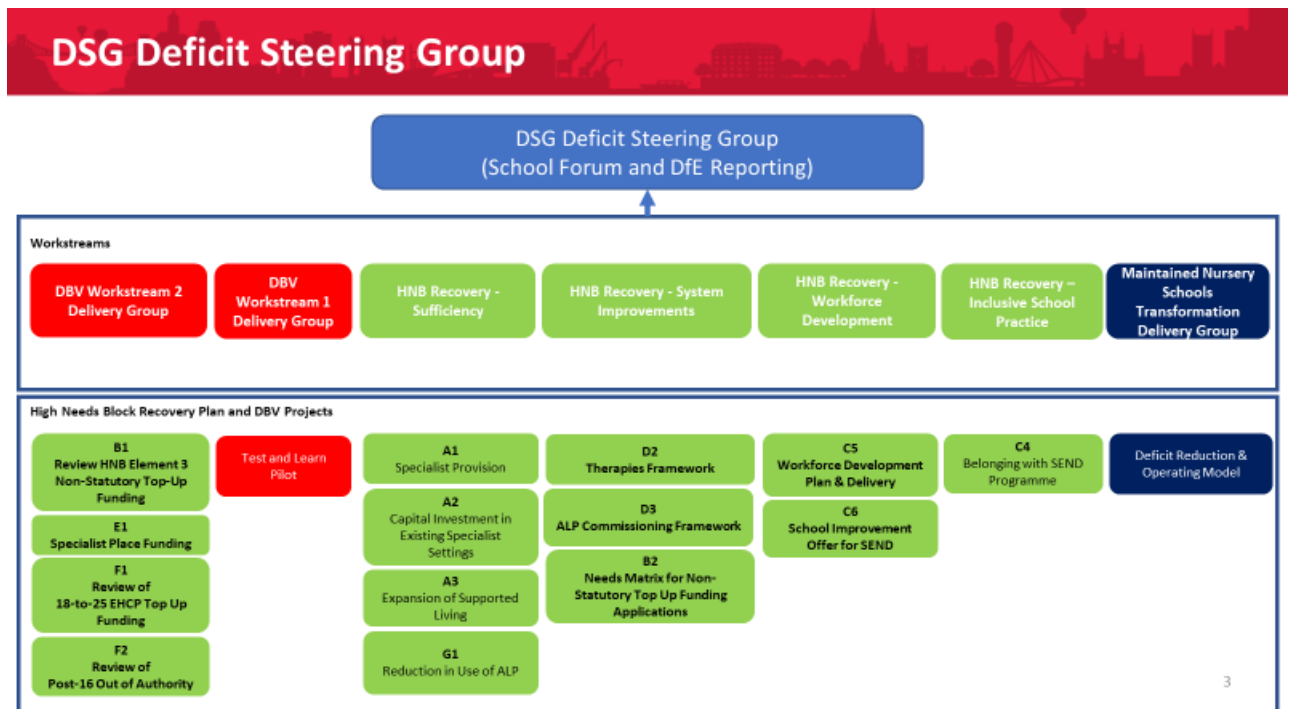 DSG Deficit Steering Group
DSG Deficit Steering Group
(School Forum and DfE Reporting)
Workstreams
DBV Workstream 2
Delivery Group
DBV
Workstream 1
Delivery Group
HNB Recovery -
Sufficiency
HNB Recovery - System
Improvements
HNB Recovery -
Workforce
Development
HNB Recovery –
Inclusive School
Practice
Maintained Nursery
Schools
Transformation
Delivery Group
High Needs Block Recovery Plan and DBV Projects
B1
Review HNB Element 3
Non-Statutory Top-Up
Funding
E1
Specialist Place Funding
F1
Review of
18-to-25 EHCP Top Up
Funding
F2
Review of
Post-16 Out of Authority
Test and Learn
Pilot
A1
Specialist Provision
A2
Capital Investment in
Existing Specialist
Settings
A3
Expansion of Supported
Living
G1
Reduction in Use of ALP
D2
Therapies Framework
D3
ALP Commissioning Framework
B2
Needs Matrix for Non-
Statutory Top Up Funding
Applications
C5
Workforce Development
Plan & Delivery
C6
School Improvement
Offer for SEND
C4
Belonging with SEND
Programme
Deficit Reduction &
Operating Model
3